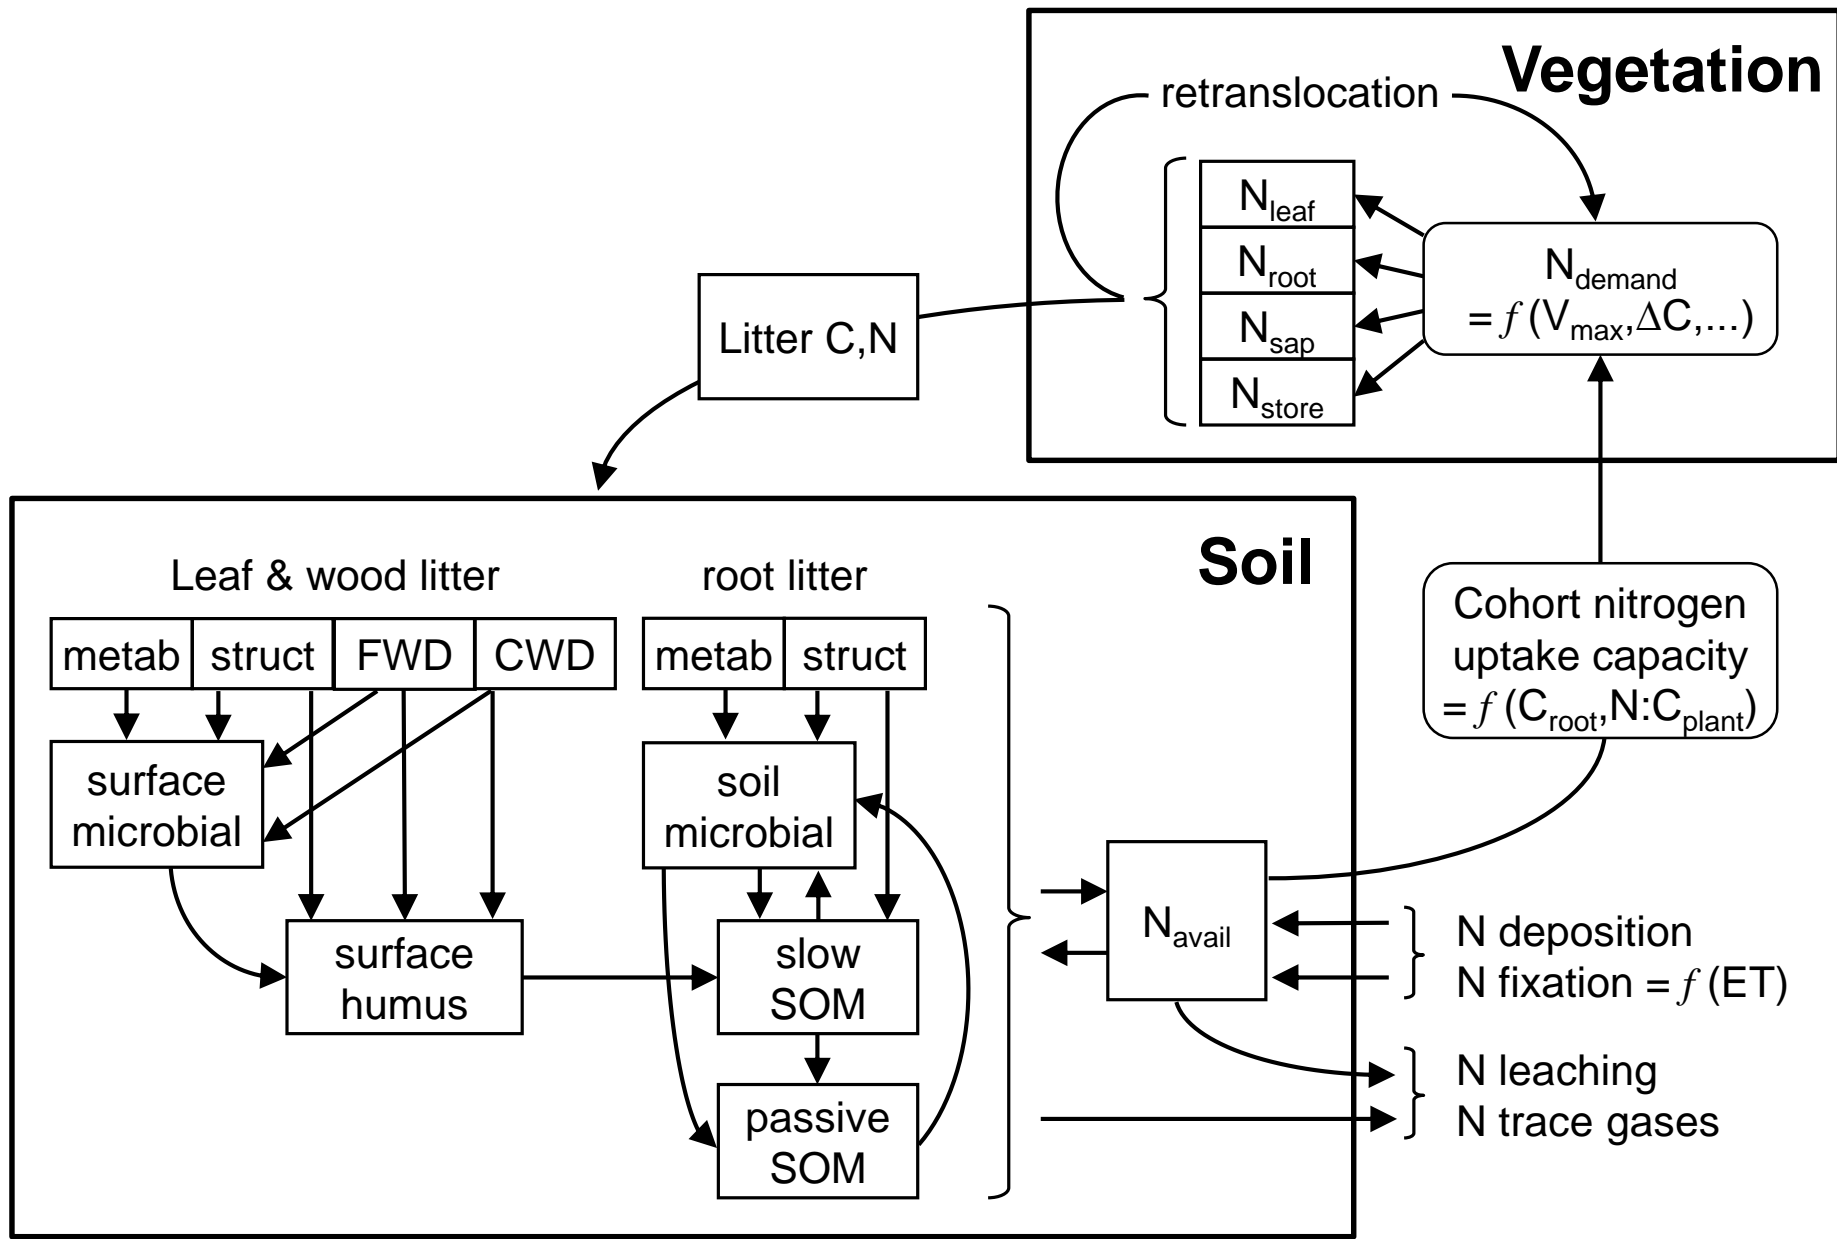 Vegetation
retranslocation
N_leaf
N_root
N_sap
N_store
N_demand
= f (V_max,ΔC,...)
Litter C,N
Soil
Leaf & wood litter
metab struct FWD CWD
root litter
metab struct
surface
microbial
surface
humus
soil
microbial
slow
SOM
passive
SOM
N_avail
Cohort nitrogen
uptake capacity
= f (C_root,N:C_plant)
N deposition
N fixation = f (ET)
N leaching
N trace gases